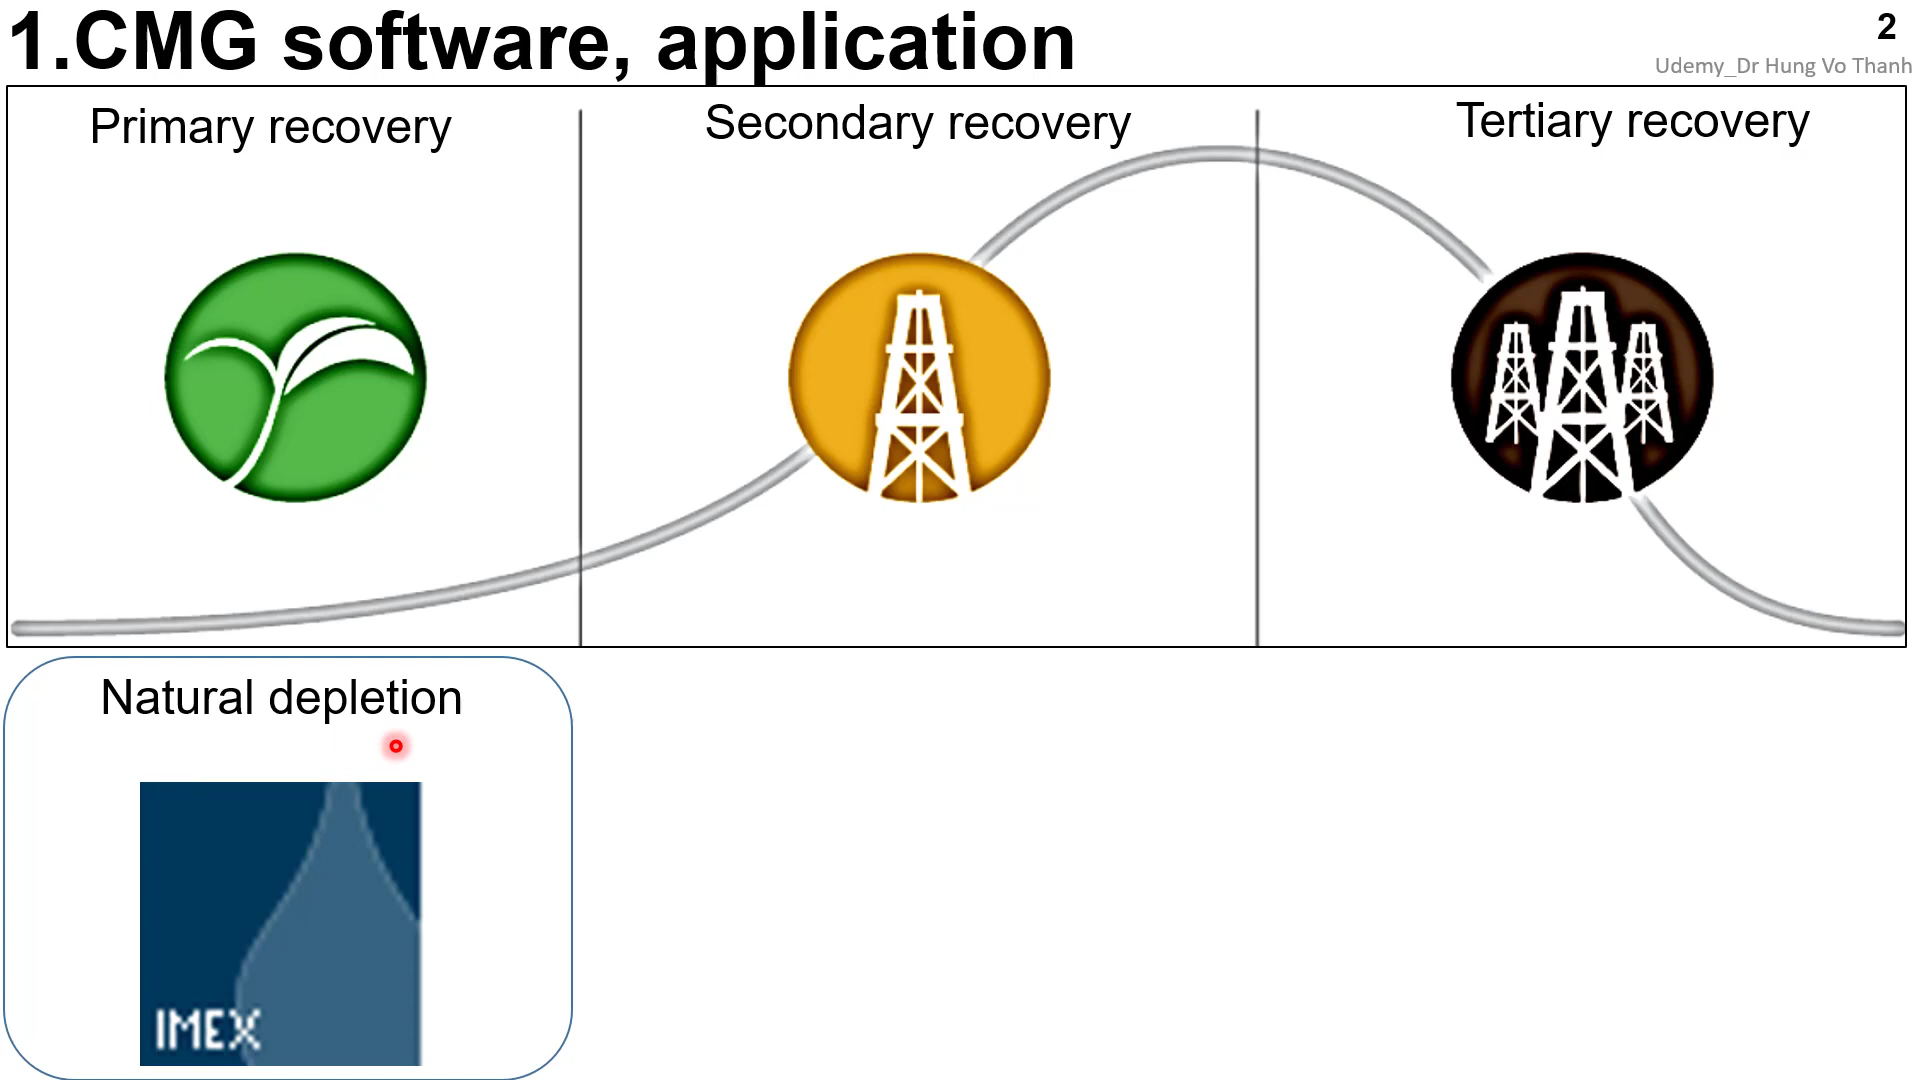 1.CMG software, application
2
Udemy_Dr Hung Vo Thanh
Primary recovery
Secondary recovery
Tertiary recovery
Natural depletion
IMEX